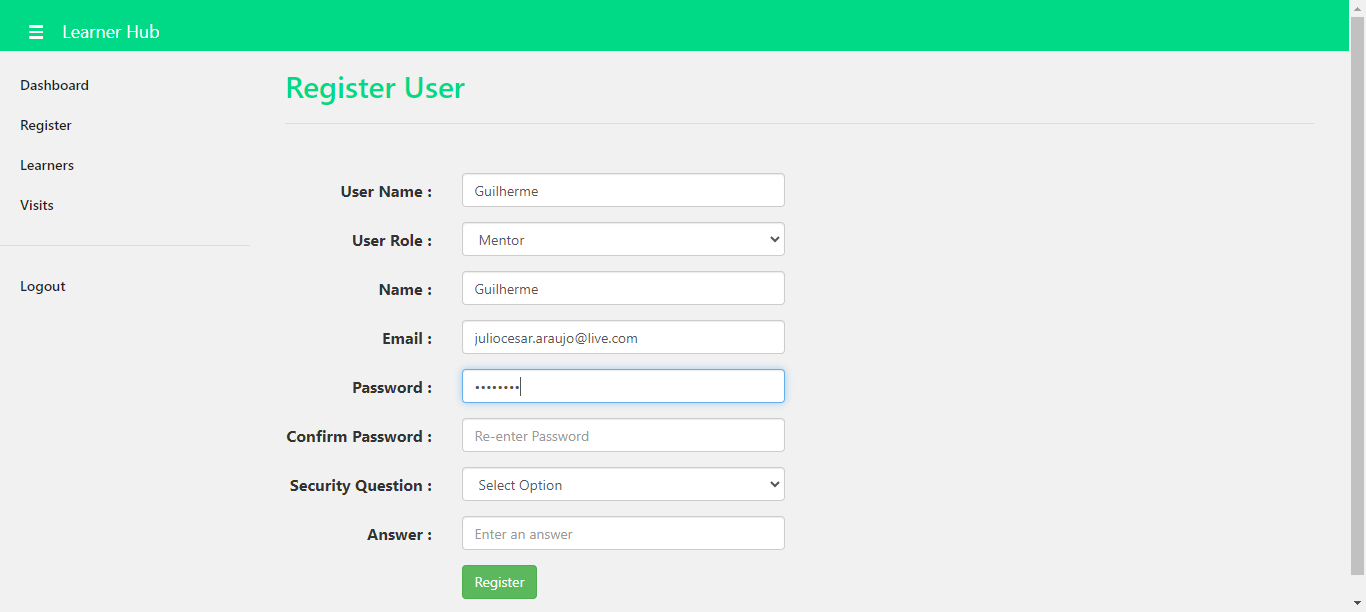 ☰ Learner Hub
Dashboard
Register
Learners
Visits
Logout
Register User
User Name : Guilherme
User Role : Mentor
Name : Guilherme
Email : juliocesar.araujo@live.com
Password : ••••••••
Confirm Password : Re-enter Password
Security Question : Select Option
Answer : Enter an answer
Register